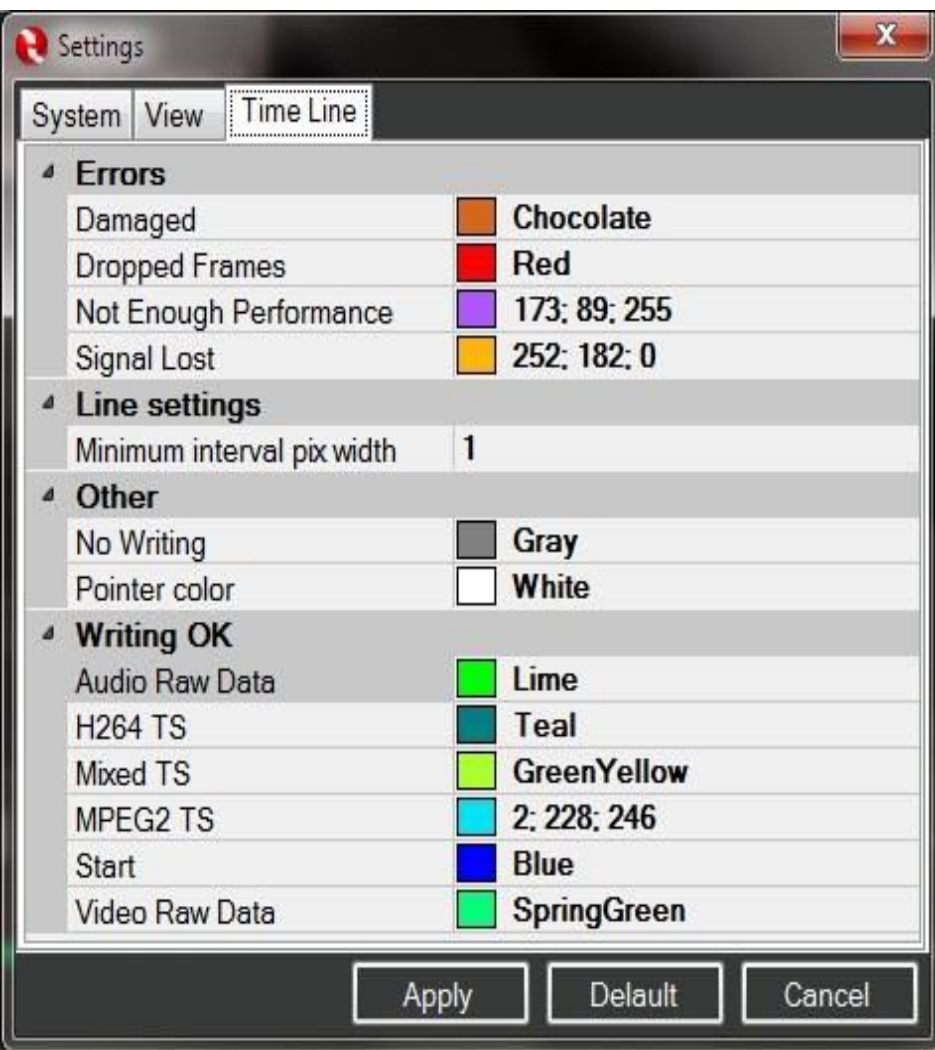 Settings
System View Time Line
Errors
Damaged Chocolate
Dropped Frames Red
Not Enough Performance 173; 89; 255
Signal Lost 252; 182; 0
Line settings
Minimum interval pix width 1
Other
No Writing Gray
Pointer color White
Writing OK
Audio Raw Data Lime
H264 TS Teal
Mixed TS GreenYellow
MPEG2 TS 2; 228; 246
Start Blue
Video Raw Data SpringGreen
Apply Delault Cancel